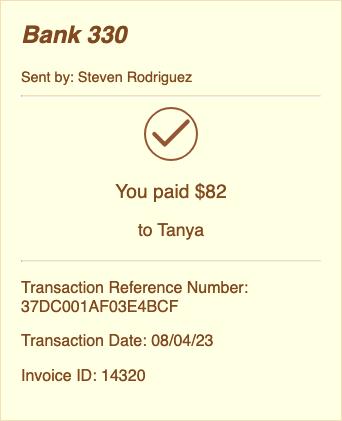 Bank 330
Sent by: Steven Rodriguez
You paid $82
to Tanya
Transaction Reference Number:
37DC001AF03E4BCF
Transaction Date: 08/04/23
Invoice ID: 14320